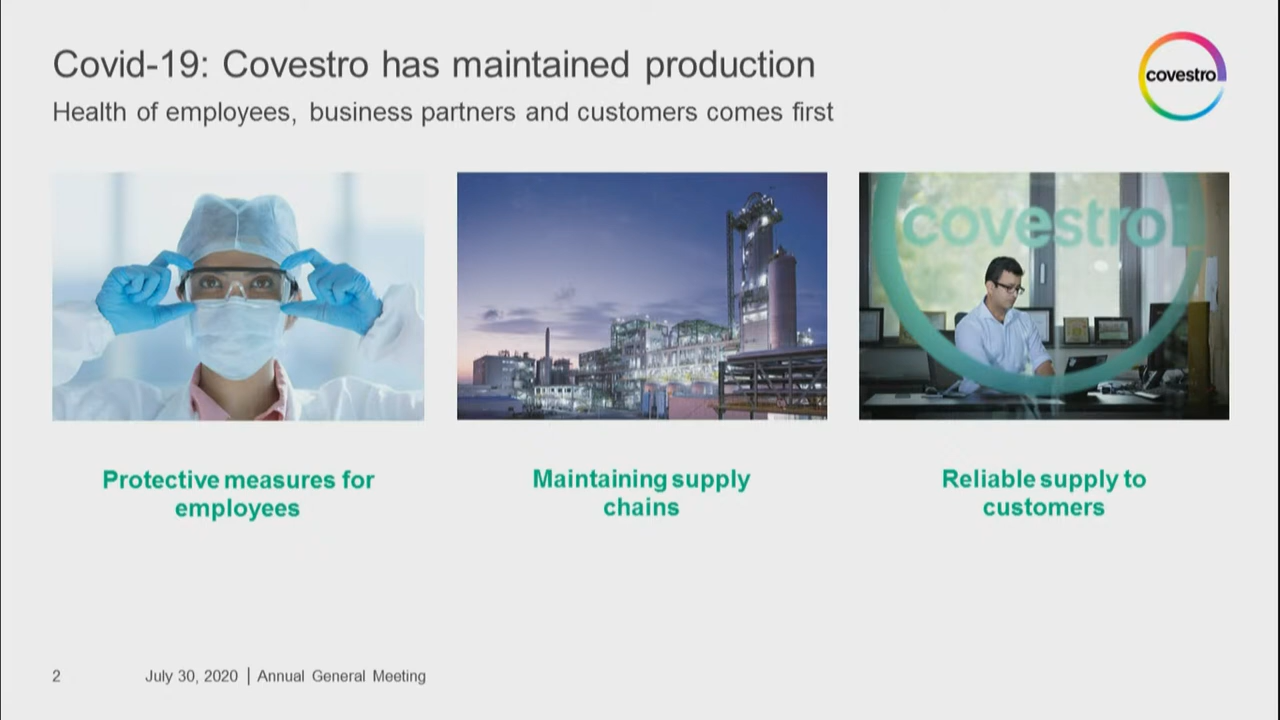 Covid-19: Covestro has maintained production
Health of employees, business partners and customers comes first
covestro
covestro
Protective measures for
employees
Maintaining supply
chains
Reliable supply to
customers
2 July 30, 2020 | Annual General Meeting